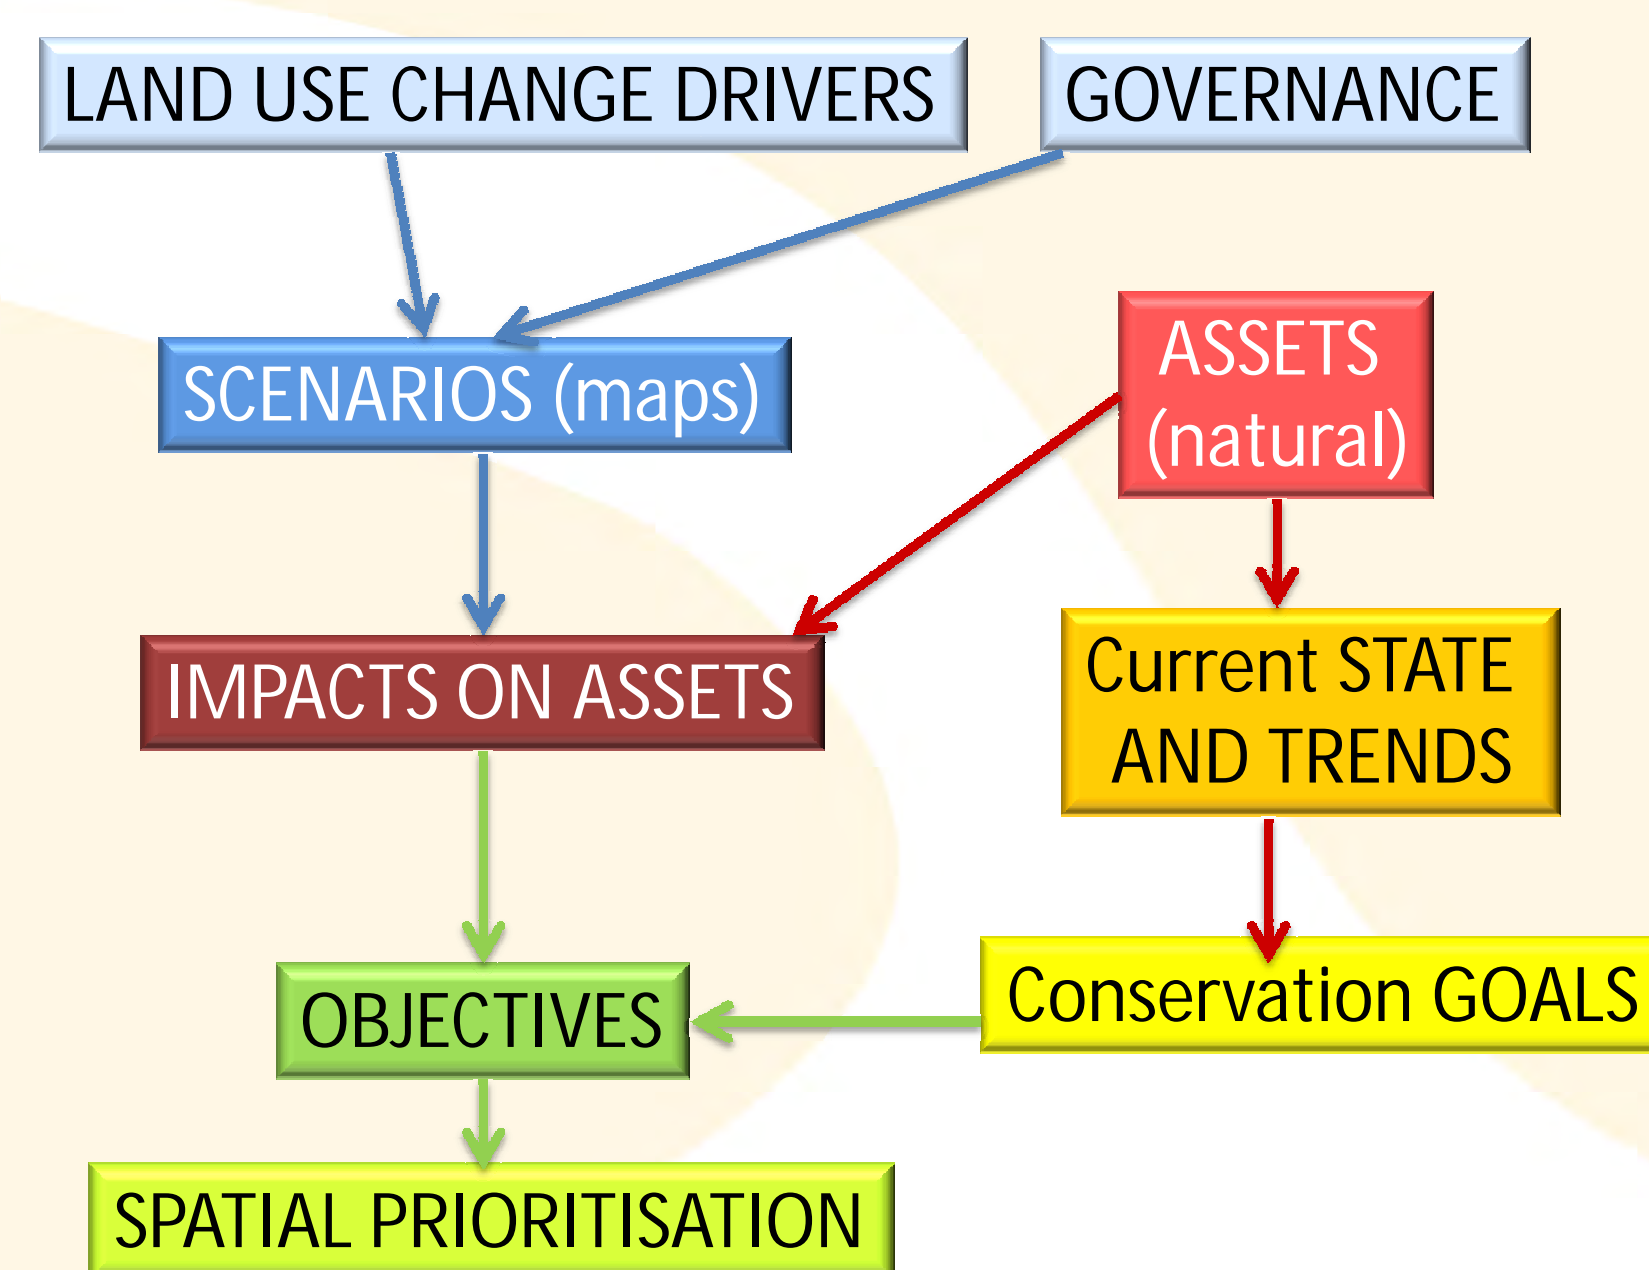 LAND USE CHANGE DRIVERS
GOVERNANCE
SCENARIOS (maps)
ASSETS
(natural)
IMPACTS ON ASSETS
Current STATE
AND TRENDS
OBJECTIVES
Conservation GOALS
SPATIAL PRIORITISATION